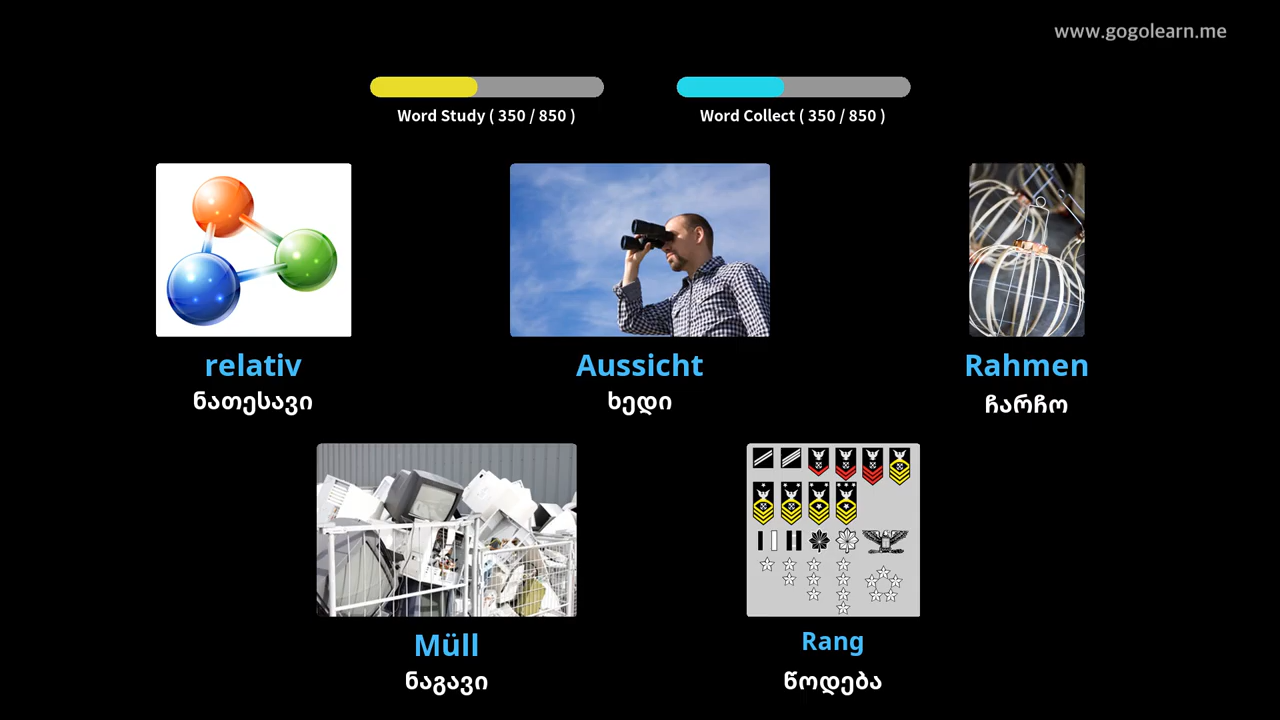 www.gogolearn.me
Word Study ( 350 / 850 )
Word Collect ( 350 / 850 )
relativ
ნათესავი
Aussicht
ხედი
Rahmen
ჩარჩო
Müll
ნაგავი
Rang
წოდება